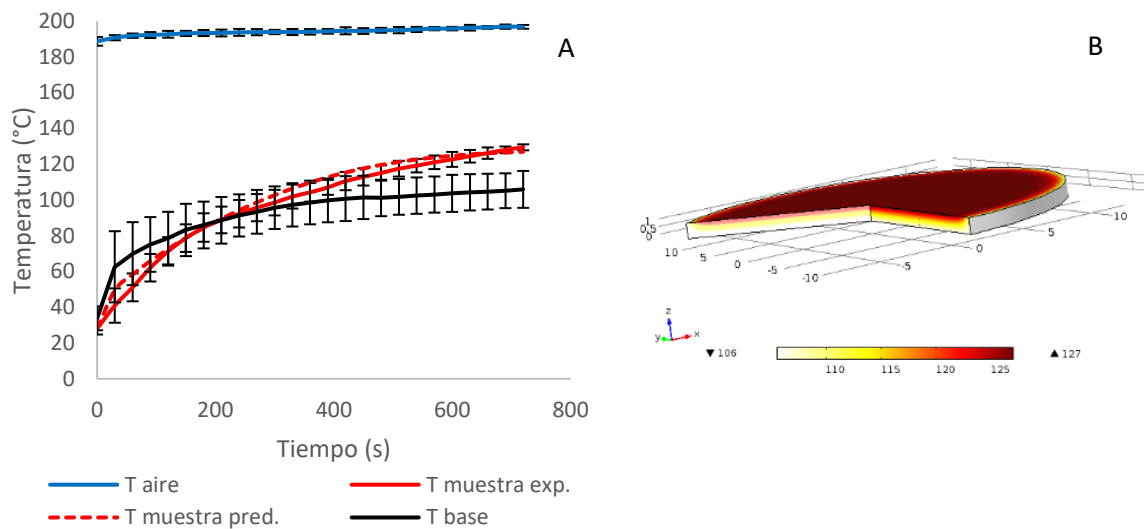 A
B
Temperatura (°C)
200
180
160
140
120
100
80
60
40
20
0
0 200 400 600 800
Tiempo (s)
T aire
T muestra exp.
T muestra pred.
T base
1
0.5
0
10
5
0
-5
-10
-5
0
5
10
z
y
x
▼ 106
▲ 127
110 115 120 125